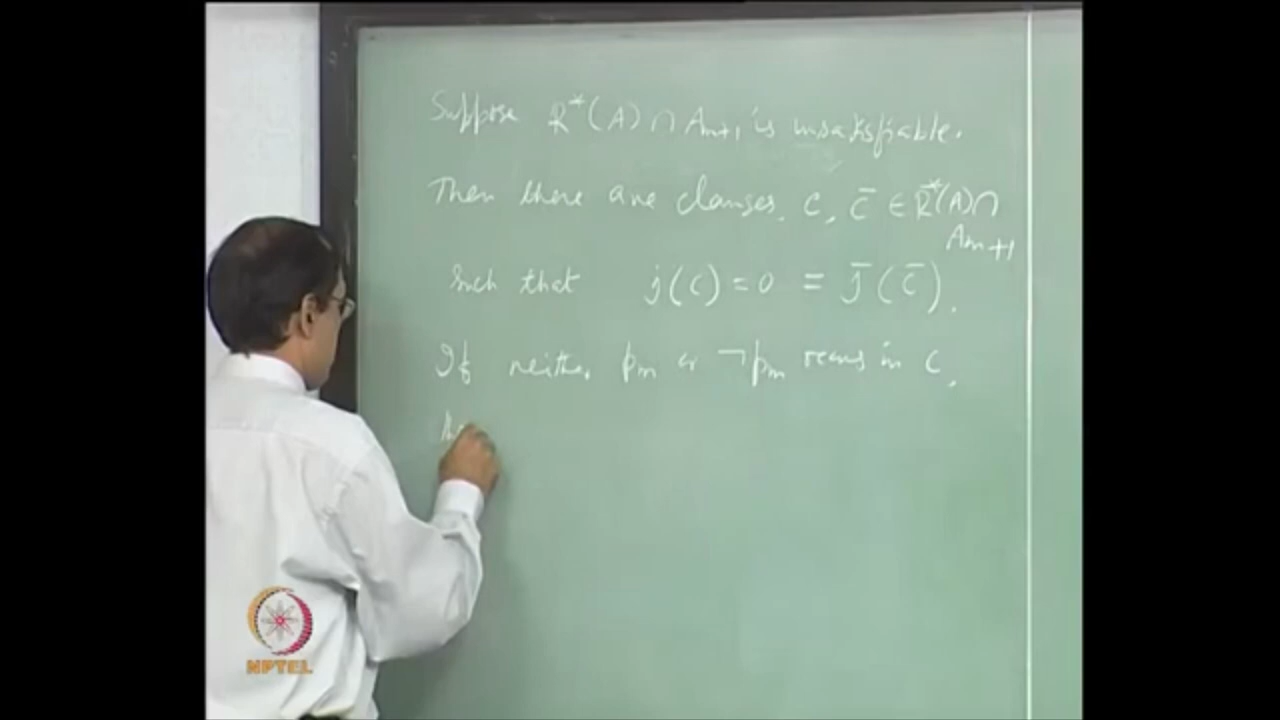 Suppose R*(A) ∩ Am+1 is unsatisfiable.
Then there are clauses, C, C̄ ∈ R*(A) ∩
Am+1
such that j(C) = 0 = j̄(C̄).
If neither pm or ¬pm occurs in C,
NPTEL